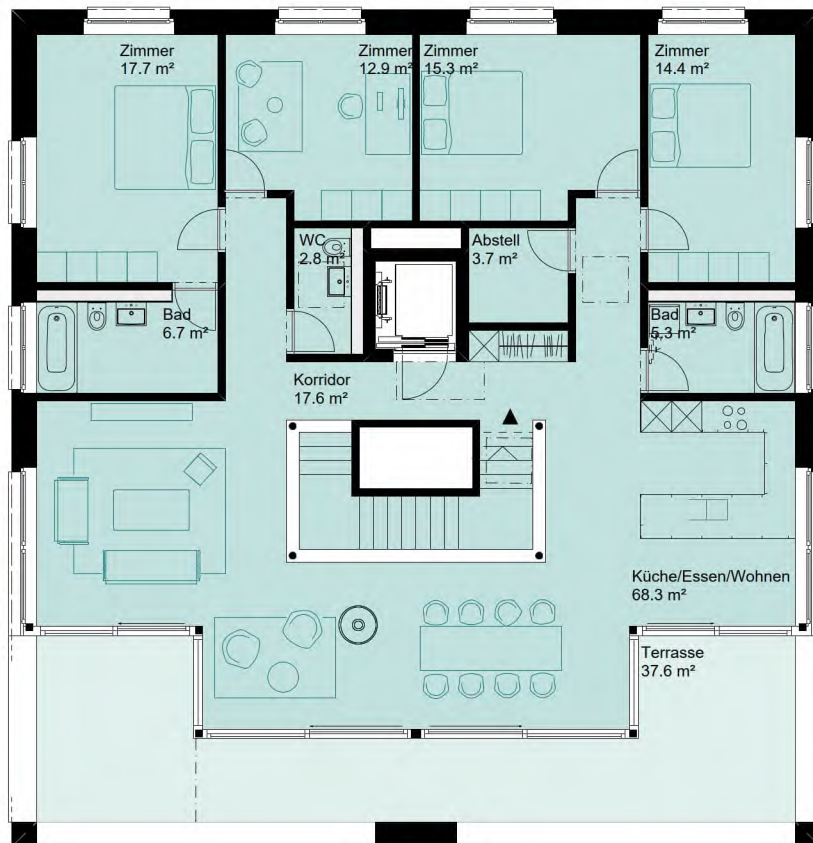 Zimmer
17.7 m²
Zimmer
12.9 m²
Zimmer
15.3 m²
Zimmer
14.4 m²
WC
2.8 m²
Abstell
3.7 m²
Bad
6.7 m²
Bad
5.3 m²
Korridor
17.6 m²
Küche/Essen/Wohnen
68.3 m²
Terrasse
37.6 m²